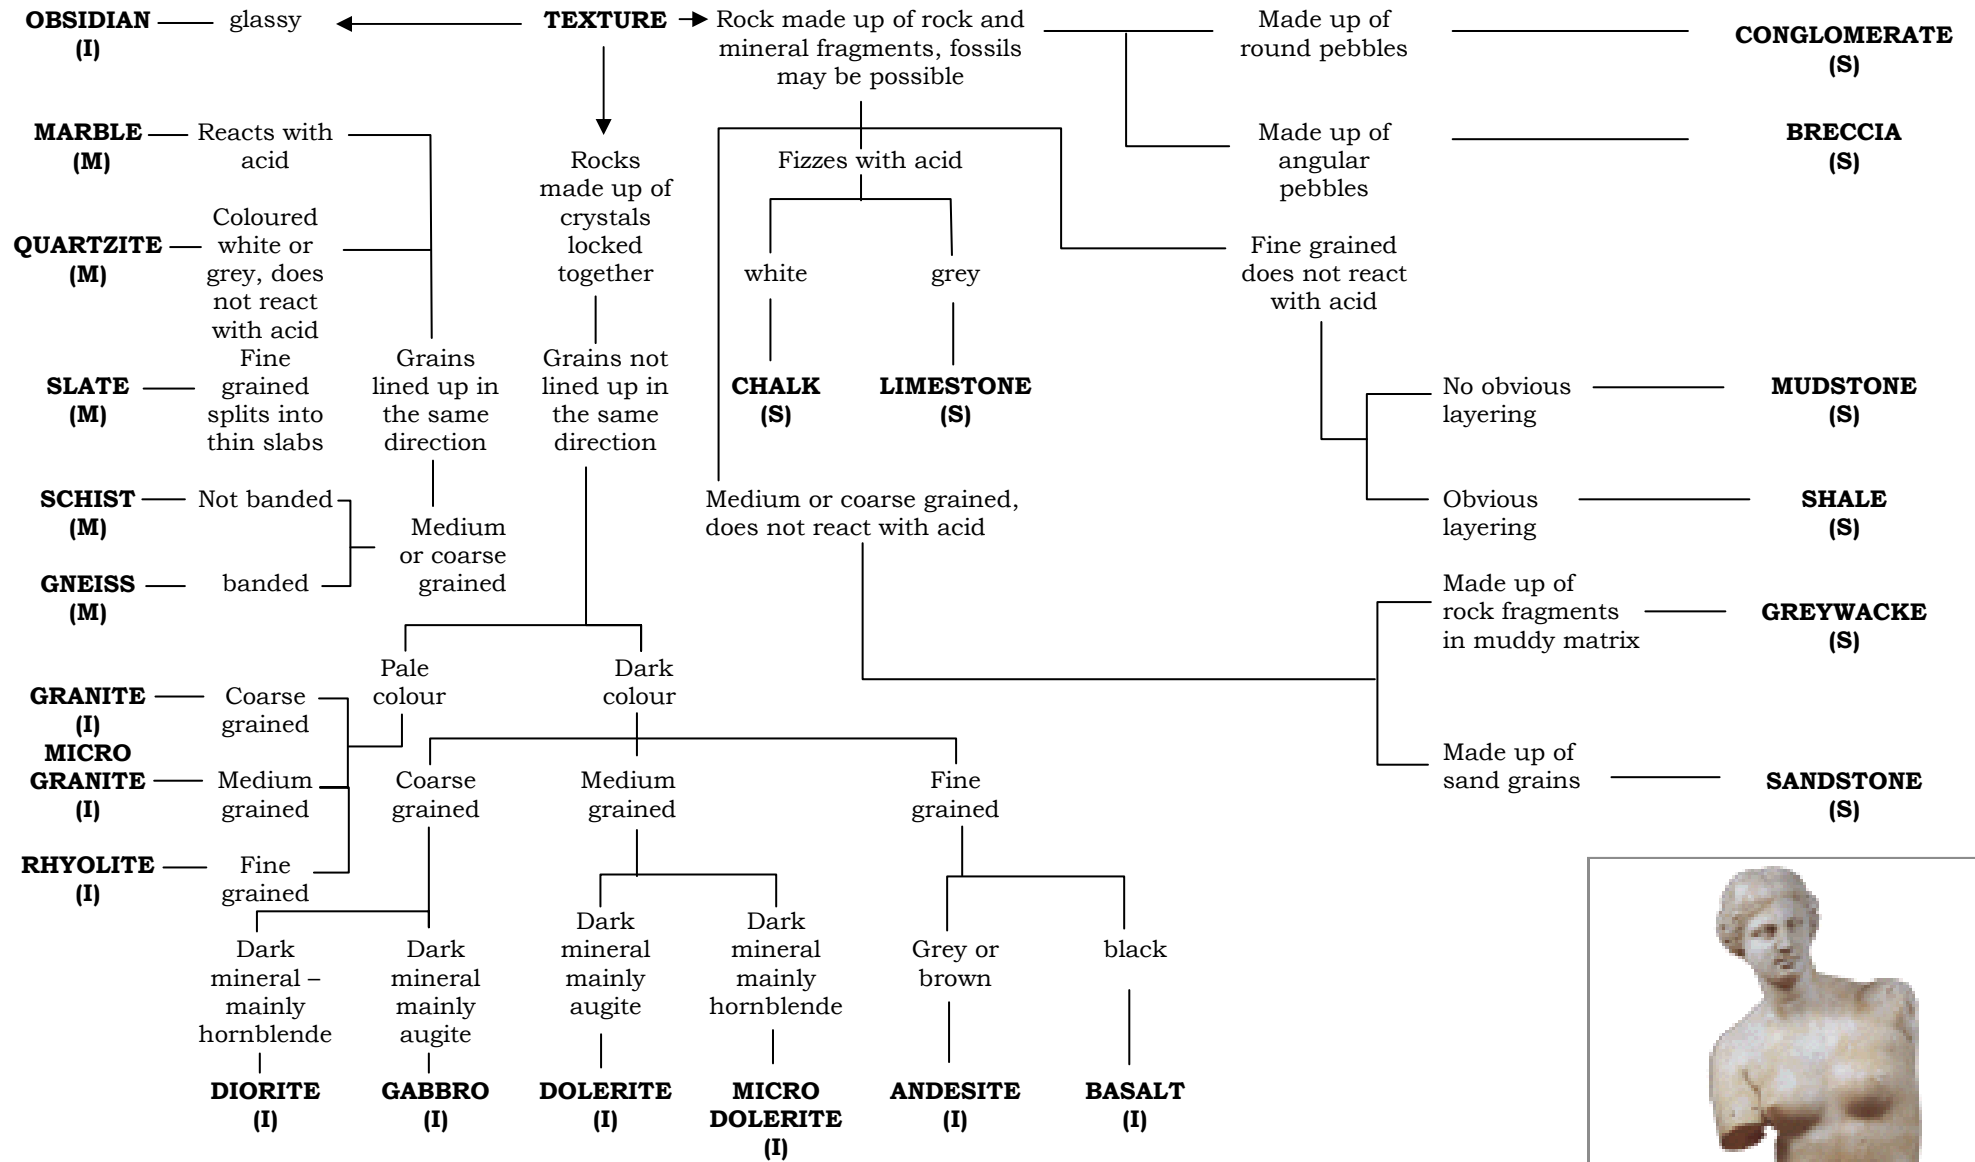 OBSIDIAN
(I)
glassy
TEXTURE
Rock made up of rock and
mineral fragments, fossils
may be possible
Made up of
round pebbles
CONGLOMERATE
(S)
MARBLE
(M)
Reacts with
acid
Rocks
made up of
crystals
locked
together
Fizzes with acid
Made up of
angular
pebbles
BRECCIA
(S)
QUARTZITE
(M)
Coloured
white or
grey, does
not react
with acid
white
grey
Fine grained
does not react
with acid
SLATE
(M)
Fine
grained
splits into
thin slabs
Grains
lined up in
the same
direction
Grains not
lined up in
the same
direction
CHALK
(S)
LIMESTONE
(S)
No obvious
layering
MUDSTONE
(S)
SCHIST
(M)
Not banded
Medium
or coarse
grained
Medium or coarse grained,
does not react with acid
Obvious
layering
SHALE
(S)
GNEISS
(M)
banded
Made up of
rock fragments
in muddy matrix
GREYWACKE
(S)
Pale
colour
Dark
colour
GRANITE
(I)
Coarse
grained
MICRO
GRANITE
(I)
Medium
grained
Coarse
grained
Medium
grained
Fine
grained
Made up of
sand grains
SANDSTONE
(S)
RHYOLITE
(I)
Fine
grained
Dark
mineral –
mainly
hornblende
Dark
mineral
mainly
augite
Dark
mineral
mainly
augite
Dark
mineral
mainly
hornblende
Grey or
brown
black
DIORITE
(I)
GABBRO
(I)
DOLERITE
(I)
MICRO
DOLERITE
(I)
ANDESITE
(I)
BASALT
(I)